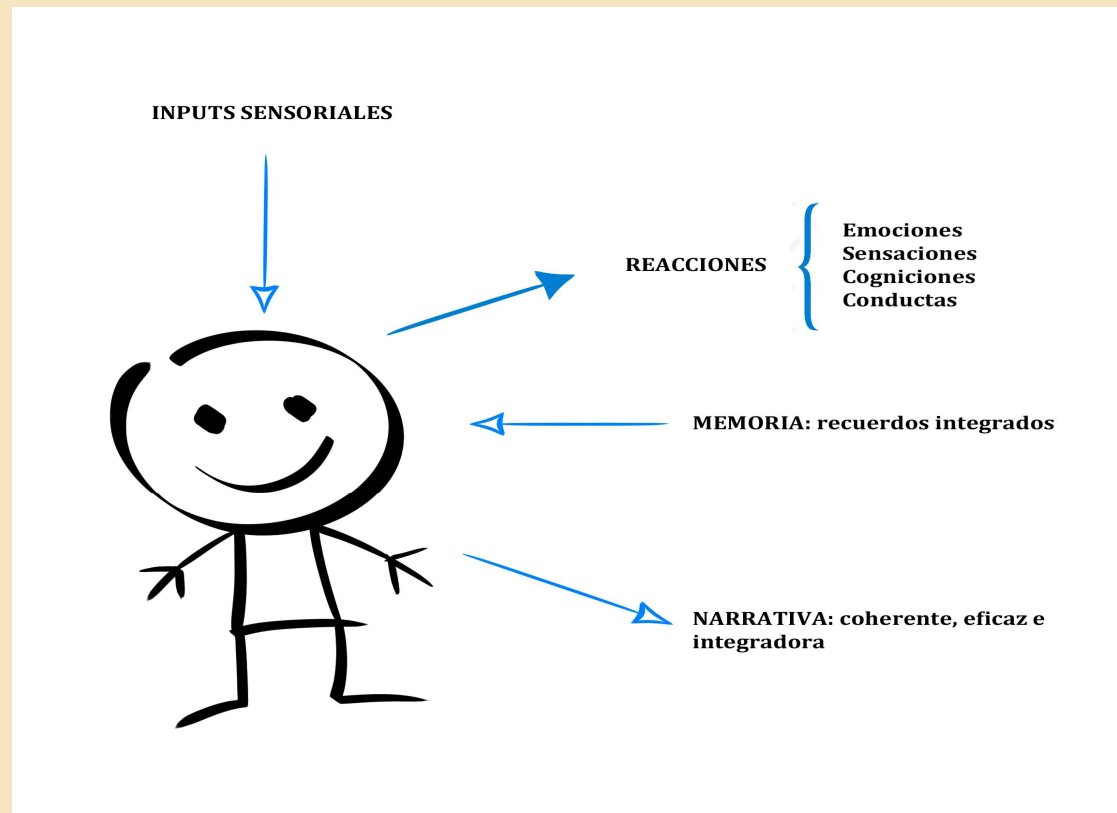 INPUTS SENSORIALES
REACCIONES
Emociones
Sensaciones
Cogniciones
Conductas
MEMORIA: recuerdos integrados
NARRATIVA: coherente, eficaz e
integradora